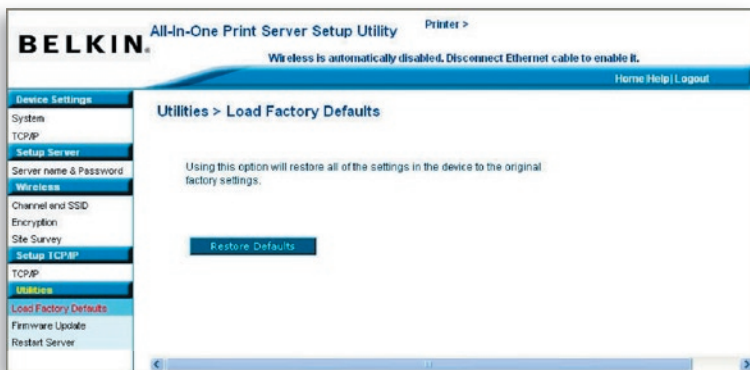 BELKIN.
All-In-One Print Server Setup Utility
Printer >
Wireless is automatically disabled. Disconnect Ethernet cable to enable it.
Home|Help|Logout
Device Settings
System
TCP/IP
Setup Server
Server name & Password
Wireless
Channel and SSID
Encryption
Site Survey
Setup TCP/IP
TCP/IP
Utilities
Load Factory Defaults
Firmware Update
Restart Server
Utilities > Load Factory Defaults
Using this option will restore all of the settings in the device to the original
factory settings.
Restore Defaults